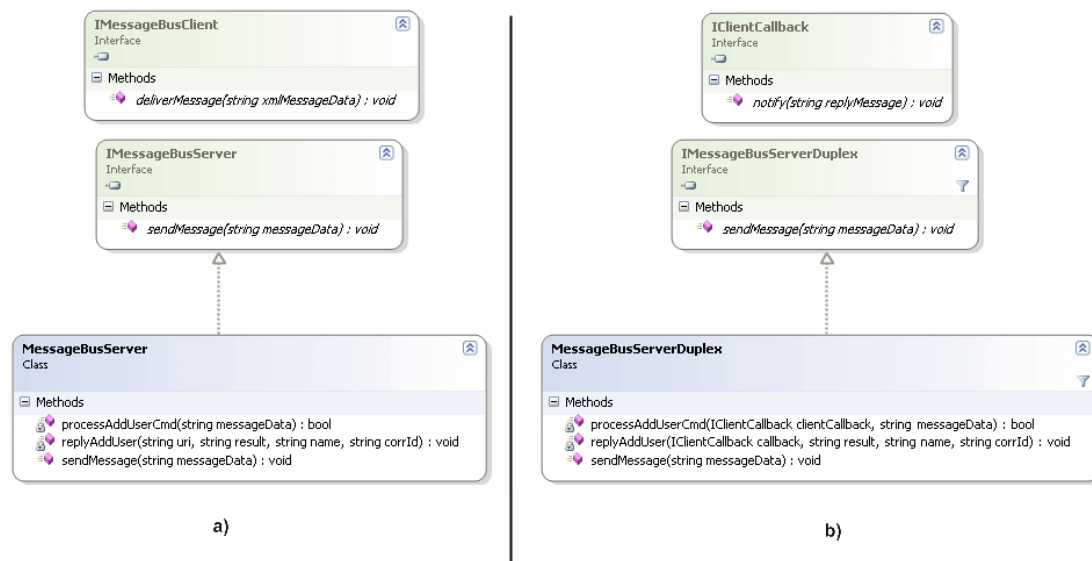 IMessageBusClient
Interface
Methods
deliverMessage(string xmlMessageData) : void
IMessageBusServer
Interface
Methods
sendMessage(string messageData) : void
MessageBusServer
Class
Methods
processAddUserCmd(string messageData) : bool
replyAddUser(string uri, string result, string name, string corrId) : void
sendMessage(string messageData) : void
a)
IClientCallback
Interface
Methods
notify(string replyMessage) : void
IMessageBusServerDuplex
Interface
Methods
sendMessage(string messageData) : void
MessageBusServerDuplex
Class
Methods
processAddUserCmd(IClientCallback clientCallback, string messageData) : bool
replyAddUser(IClientCallback callback, string result, string name, string corrId) : void
sendMessage(string messageData) : void
b)